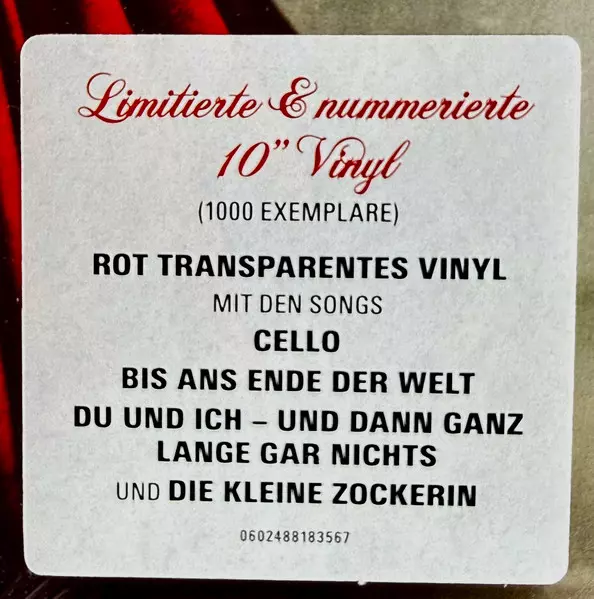 Limitierte & nummerierte
10" Vinyl
(1000 EXEMPLARE)
ROT TRANSPARENTES VINYL
MIT DEN SONGS
CELLO
BIS ANS ENDE DER WELT
DU UND ICH – UND DANN GANZ
LANGE GAR NICHTS
UND DIE KLEINE ZOCKERIN
0602488183567